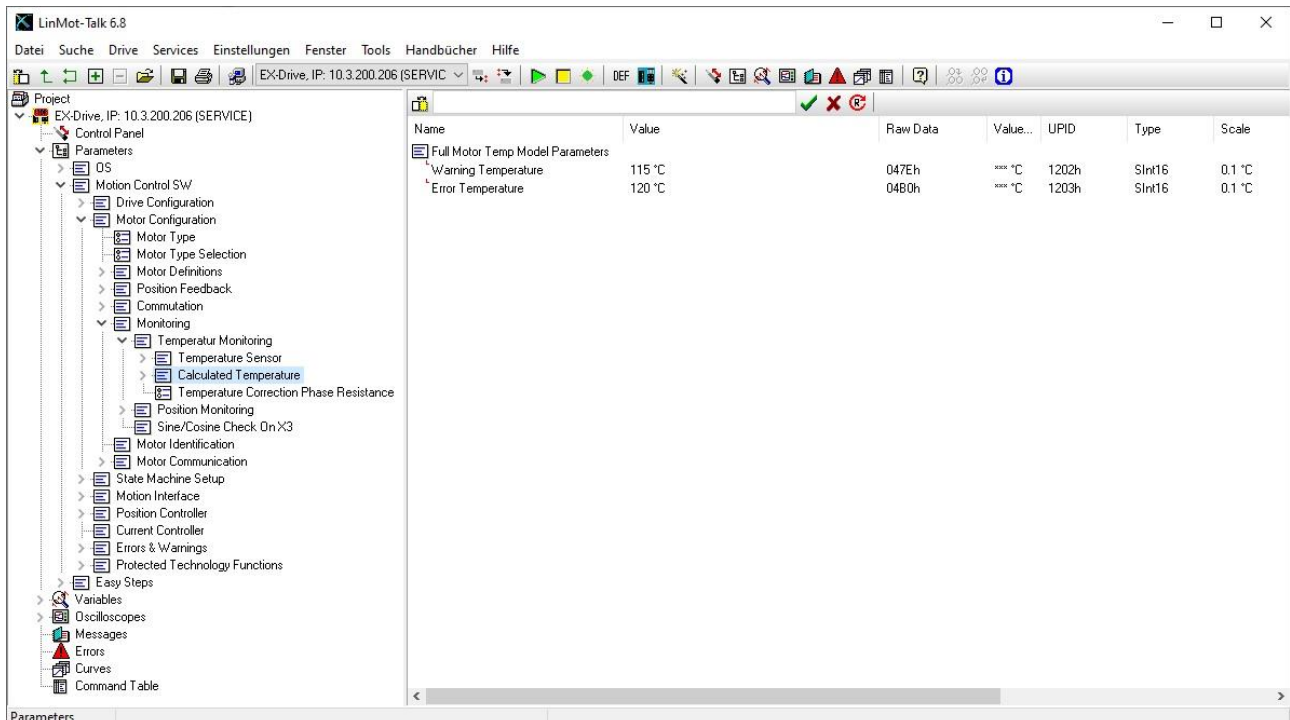 LinMot-Talk 6.8
Datei Suche Drive Services Einstellungen Fenster Tools Handbücher Hilfe
EX-Drive, IP: 10.3.200.206 (SERVIC
DEF
Project
EX-Drive, IP: 10.3.200.206 (SERVICE)
Control Panel
Parameters
OS
Motion Control SW
Drive Configuration
Motor Configuration
Motor Type
Motor Type Selection
Motor Definitions
Position Feedback
Commutation
Monitoring
Temperatur Monitoring
Temperature Sensor
Calculated Temperature
Temperature Correction Phase Resistance
Position Monitoring
Sine/Cosine Check On X3
Motor Identification
Motor Communication
State Machine Setup
Motion Interface
Position Controller
Current Controller
Errors & Warnings
Protected Technology Functions
Easy Steps
Variables
Oscilloscopes
Messages
Errors
Curves
Command Table
Name Value Raw Data Value... UPID Type Scale
Full Motor Temp Model Parameters
Warning Temperature 115 °C 047Eh *** °C 1202h SInt16 0.1 °C
Error Temperature 120 °C 04B0h *** °C 1203h SInt16 0.1 °C
Parameters